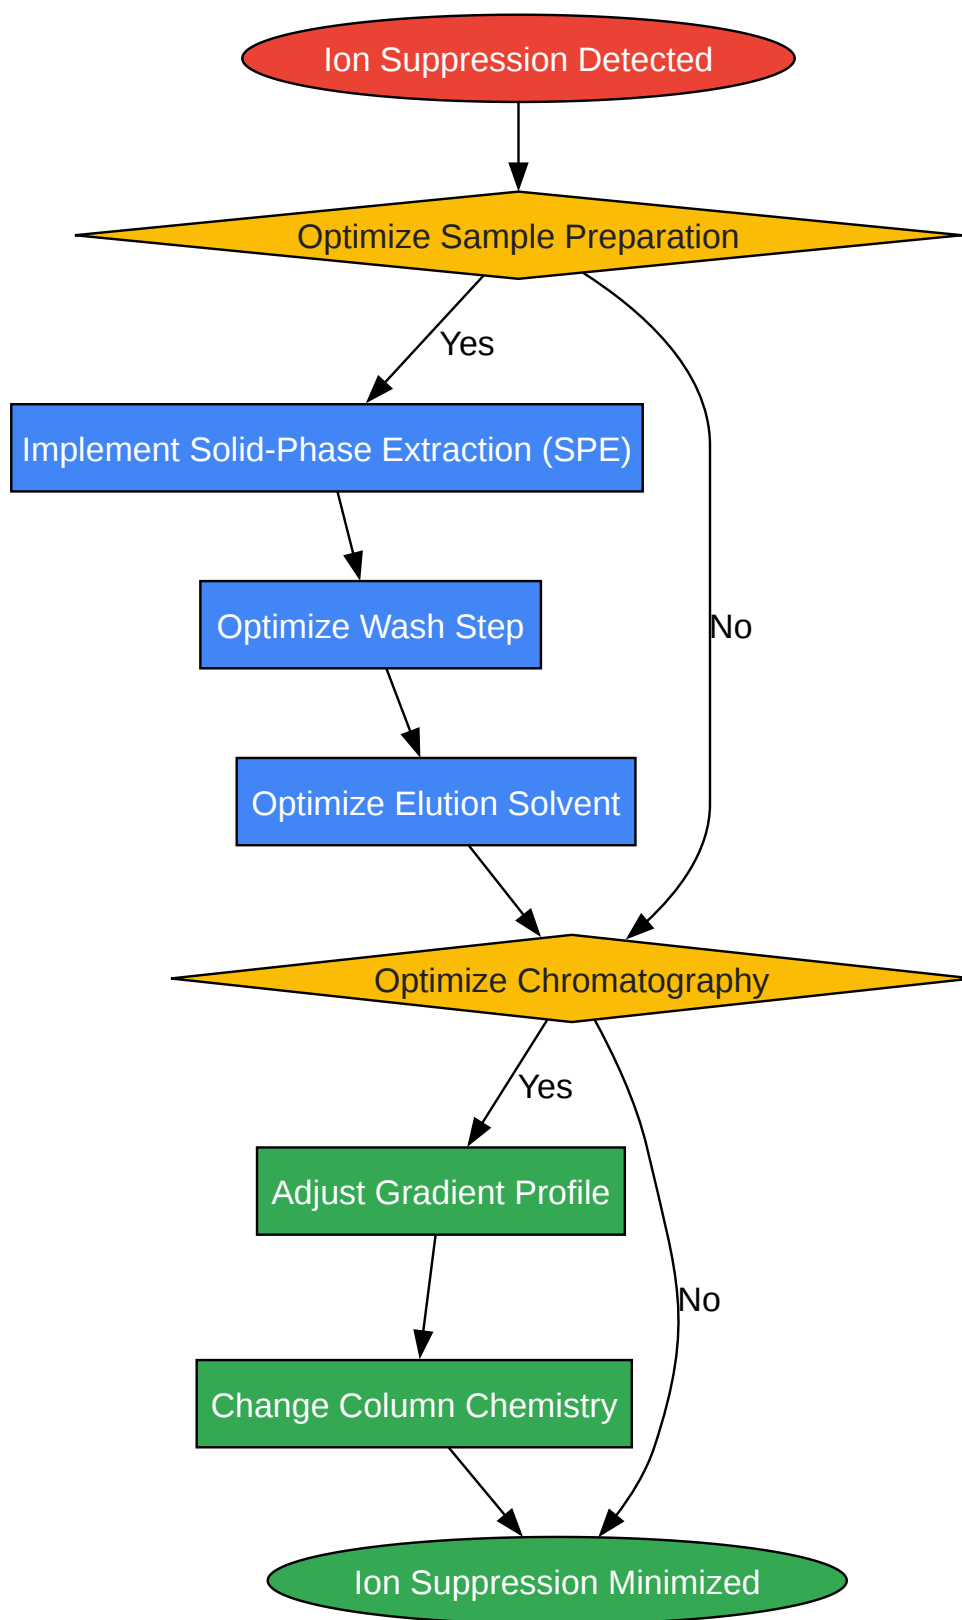 Ion Suppression Detected
Optimize Sample Preparation
Yes
Implement Solid-Phase Extraction (SPE)
Optimize Wash Step
No
Optimize Elution Solvent
Optimize Chromatography
Yes
Adjust Gradient Profile
No
Change Column Chemistry
Ion Suppression Minimized